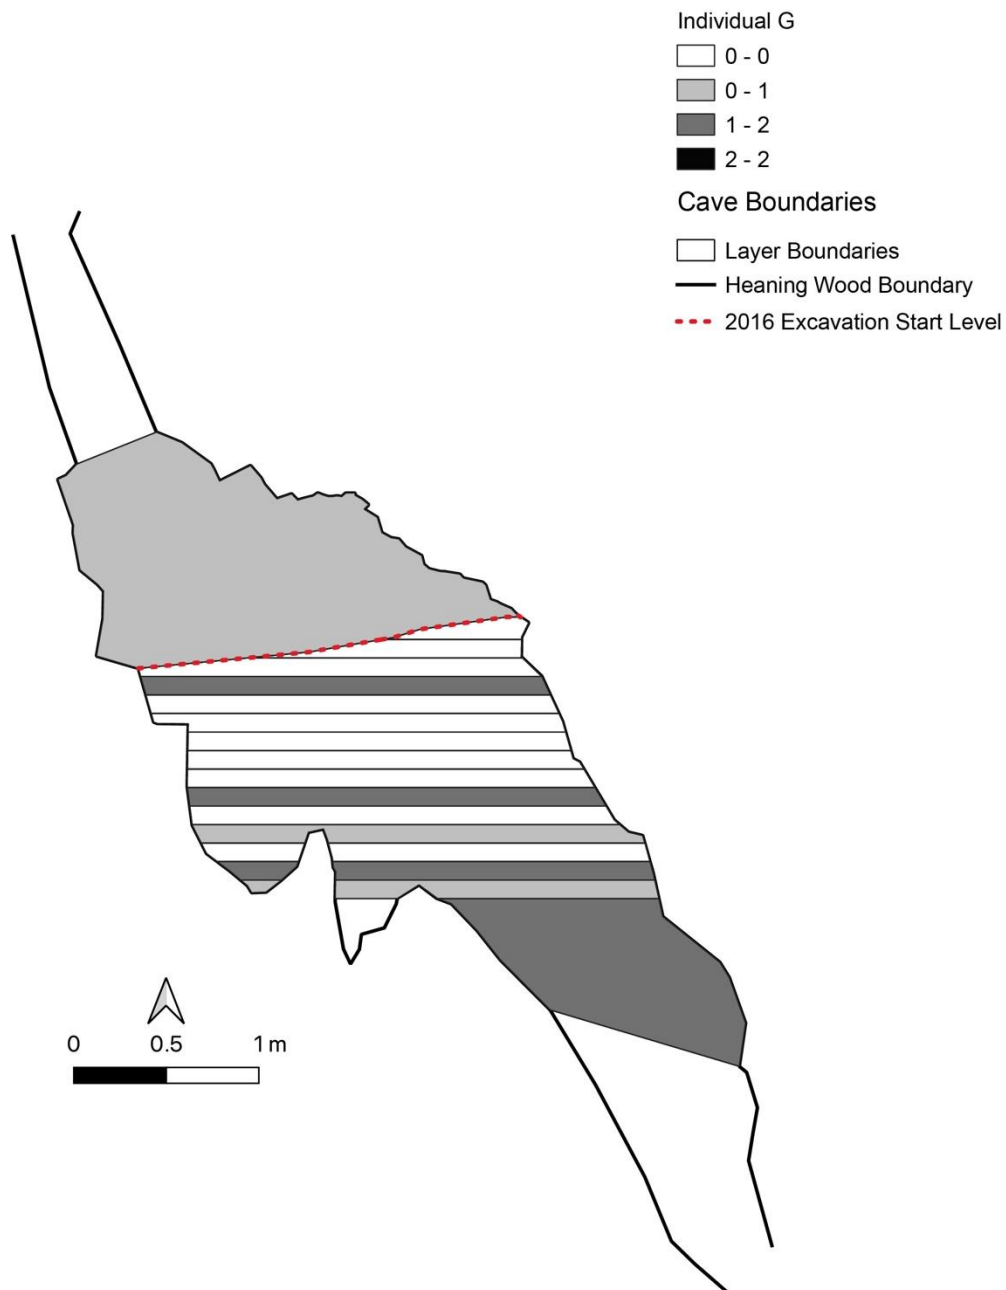 Individual G
0 - 0
0 - 1
1 - 2
2 - 2
Cave Boundaries
Layer Boundaries
Heaning Wood Boundary
2016 Excavation Start Level
0 0.5 1 m